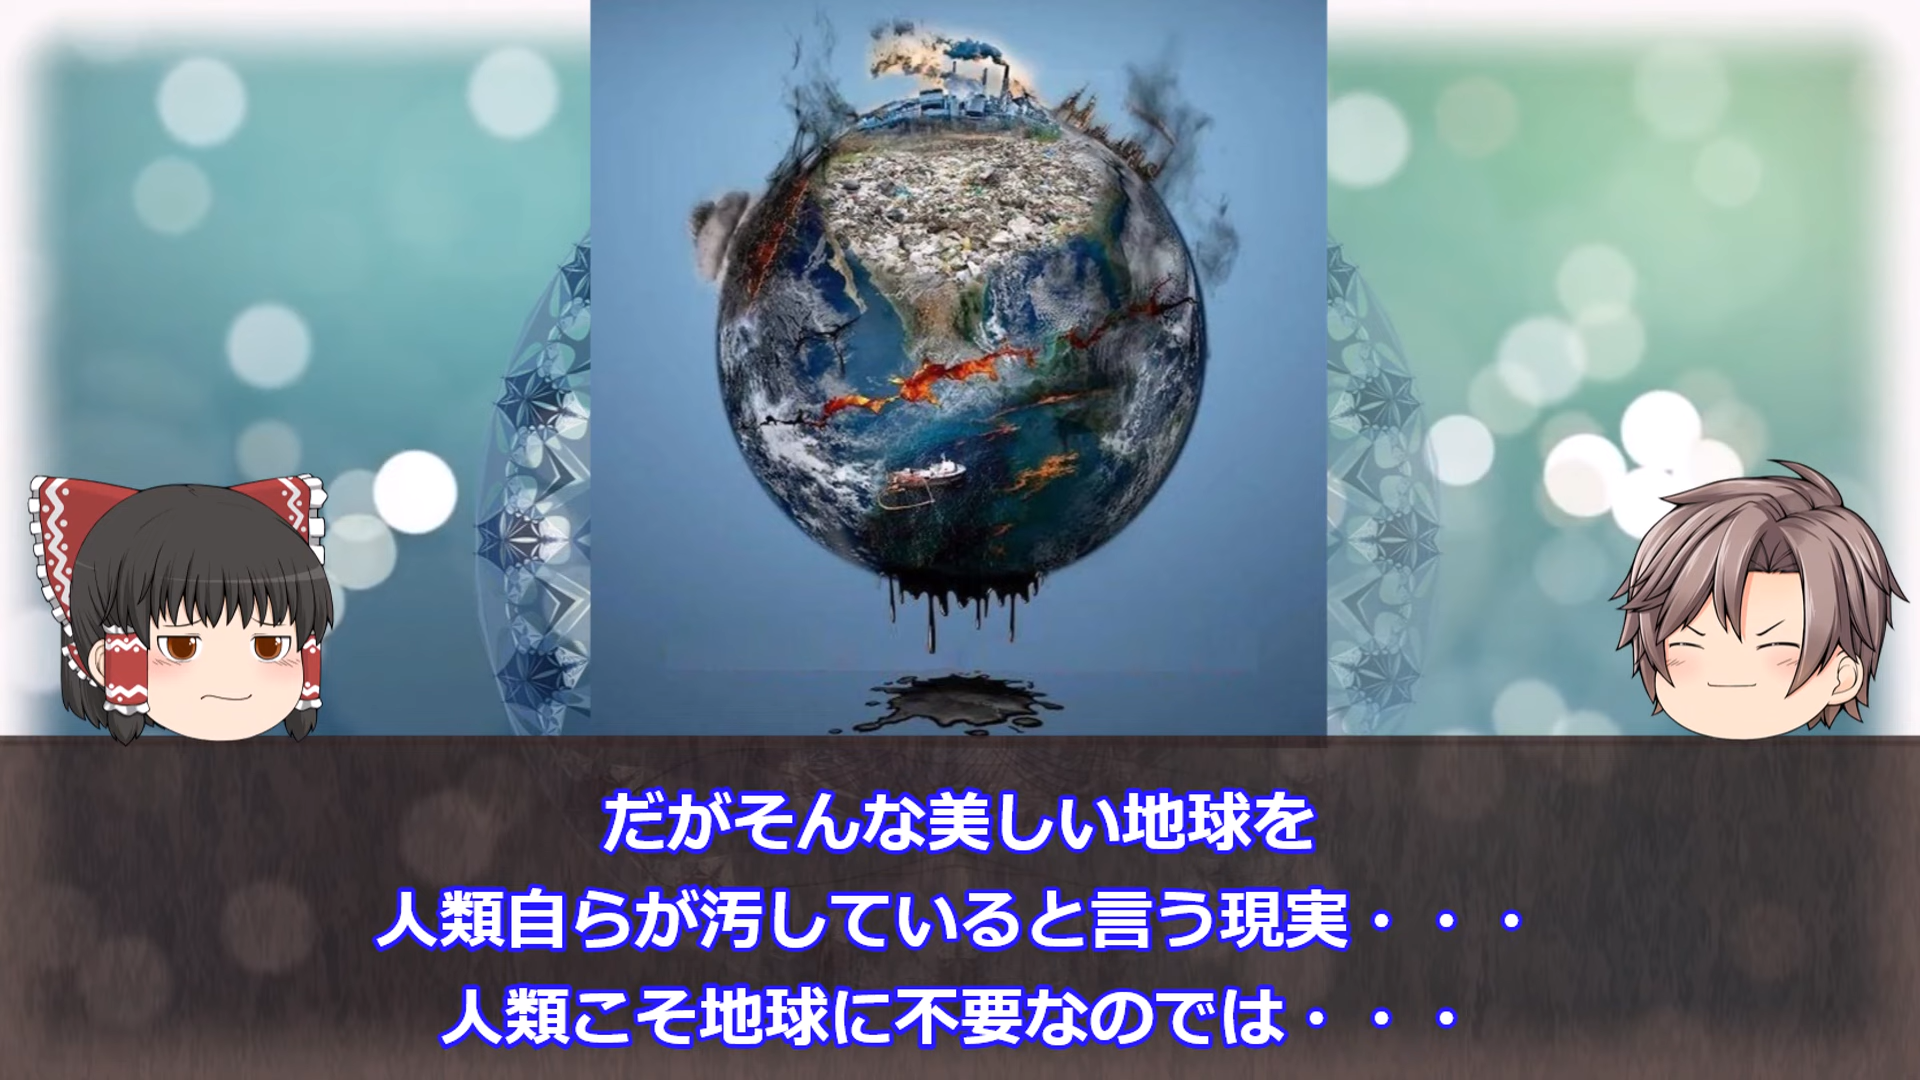 だがそんな美しい地球を
人類自らが汚していると言う現実・・・
人類こそ地球に不要なのでは・・・